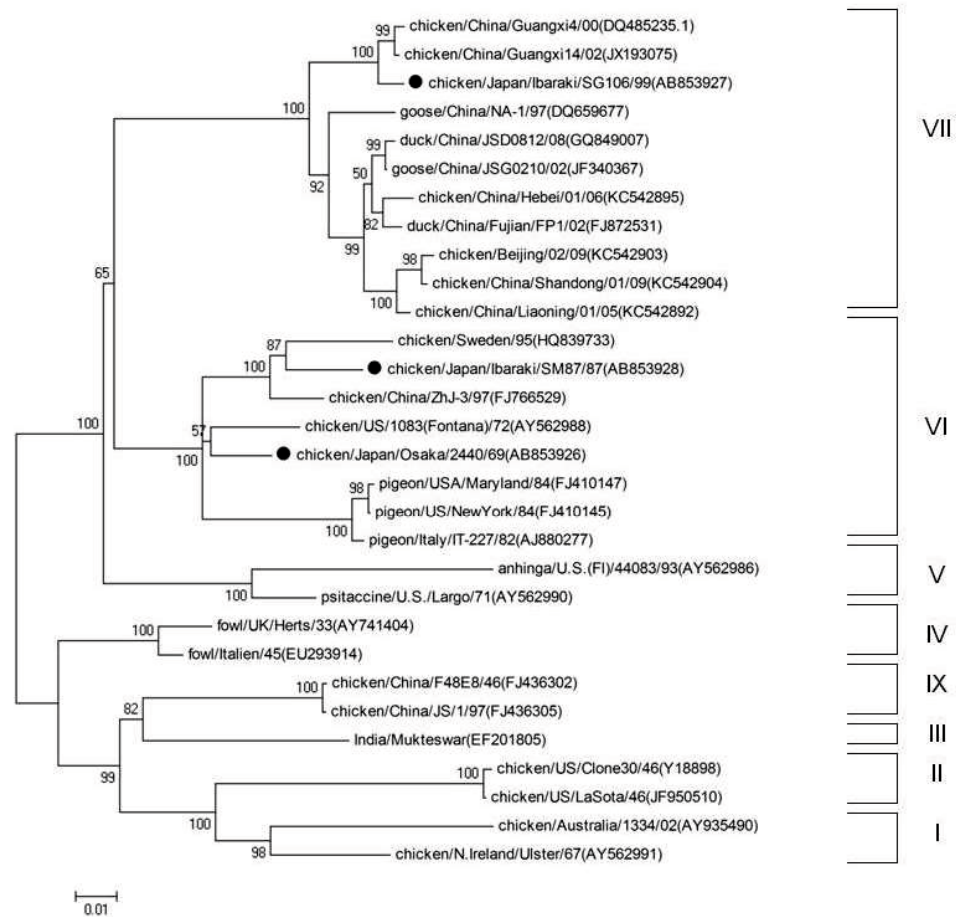 99
chicken/China/Guangxi4/00(DQ485235.1)
100
chicken/China/Guangxi14/02(JX193075)
chicken/Japan/Ibaraki/SG106/99(AB853927)
100
goose/China/NA-1/97(DQ659677)
VII
99
duck/China/JSD0812/08(GQ849007)
92
50
goose/China/JSG0210/02(JF340367)
chicken/China/Hebei/01/06(KC542895)
82
duck/China/Fujian/FP1/02(FJ872531)
99
98
chicken/Beijing/02/09(KC542903)
65
chicken/China/Shandong/01/09(KC542904)
100
chicken/China/Liaoning/01/05(KC542892)
87
chicken/Sweden/95(HQ839733)
100
chicken/Japan/Ibaraki/SM87/87(AB853928)
chicken/China/ZhJ-3/97(FJ766529)
100
57
chicken/US/1083(Fontana)/72(AY562988)
VI
100
chicken/Japan/Osaka/2440/69(AB853926)
98
pigeon/USA/Maryland/84(FJ410147)
pigeon/US/NewYork/84(FJ410145)
100
pigeon/Italy/IT-227/82(AJ880277)
anhinga/U.S.(Fl)/44083/93(AY562986)
V
100
psitaccine/U.S./Largo/71(AY562990)
100
fowl/UK/Herts/33(AY741404)
IV
fowl/Italien/45(EU293914)
100
chicken/China/F48E8/46(FJ436302)
IX
82
chicken/China/JS/1/97(FJ436305)
India/Mukteswar(EF201805)
III
99
100
chicken/US/Clone30/46(Y18898)
II
chicken/US/LaSota/46(JF950510)
100
chicken/Australia/1334/02(AY935490)
I
98
chicken/N.Ireland/Ulster/67(AY562991)
0.01